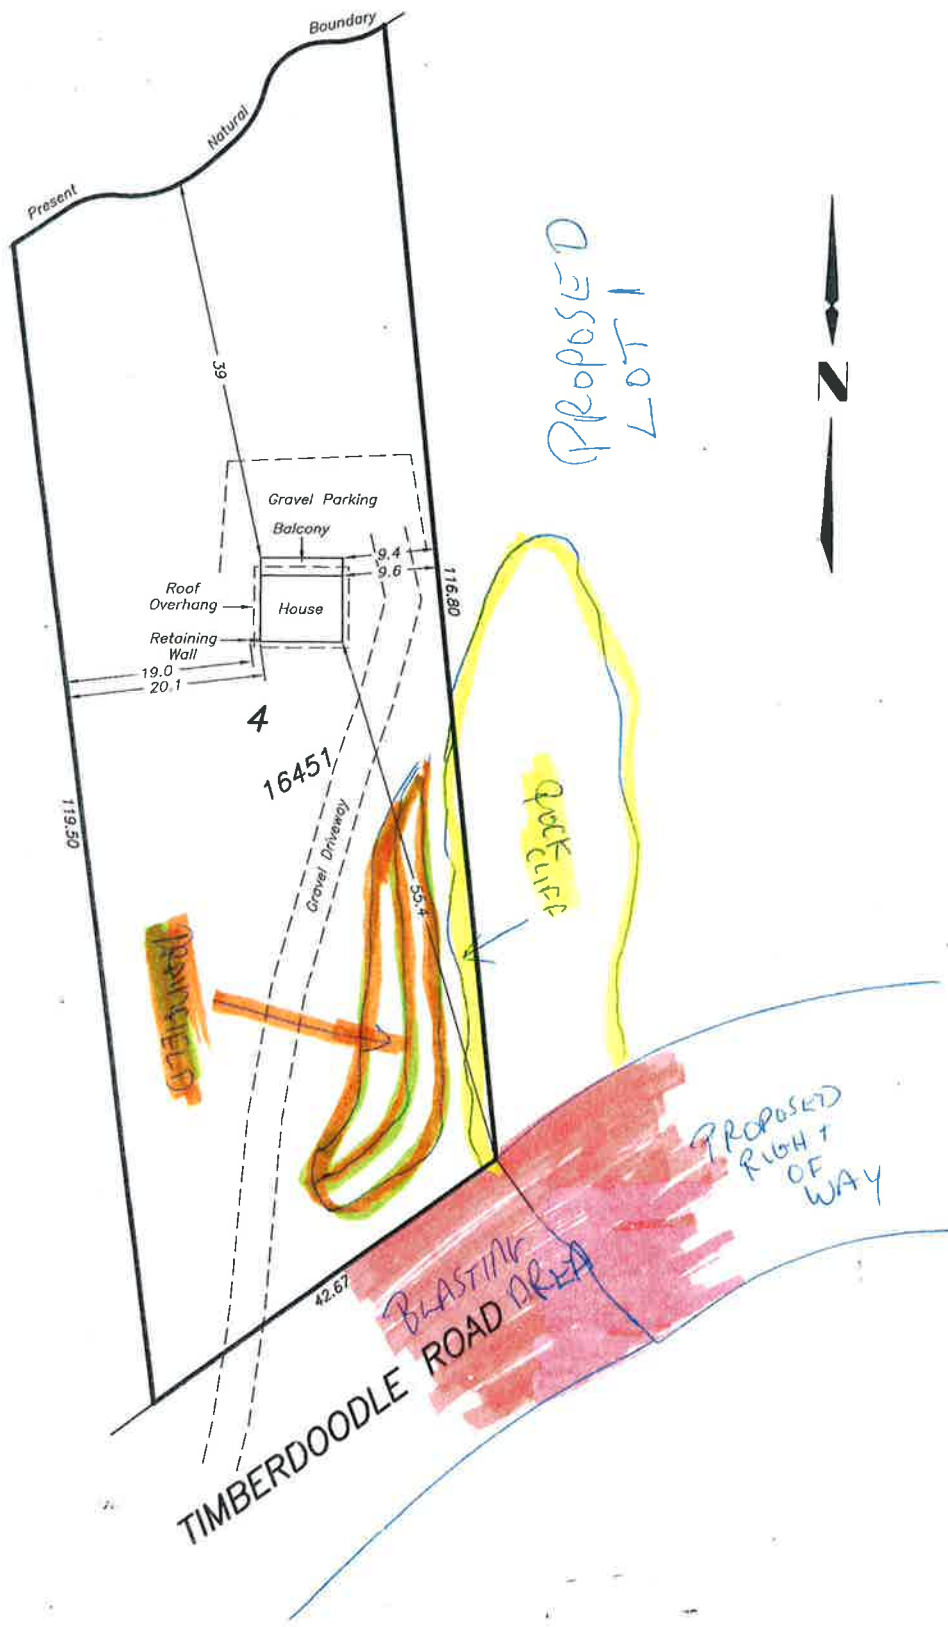 Boundary
Natural
Present
PROPOSED
LOT 1
N
39
Gravel Parking
Balcony
9.4
9.6
Roof
Overhang
House
116.80
Retaining
Wall
19.0
20.1
4
16451
119.50
Gravel Driveway
55.4
ROCK
CLIFF
DRAINFIELD
PROPOSED
RIGHT
OF
WAY
42.67
BLASTING
AREA
TIMBERDOODLE ROAD